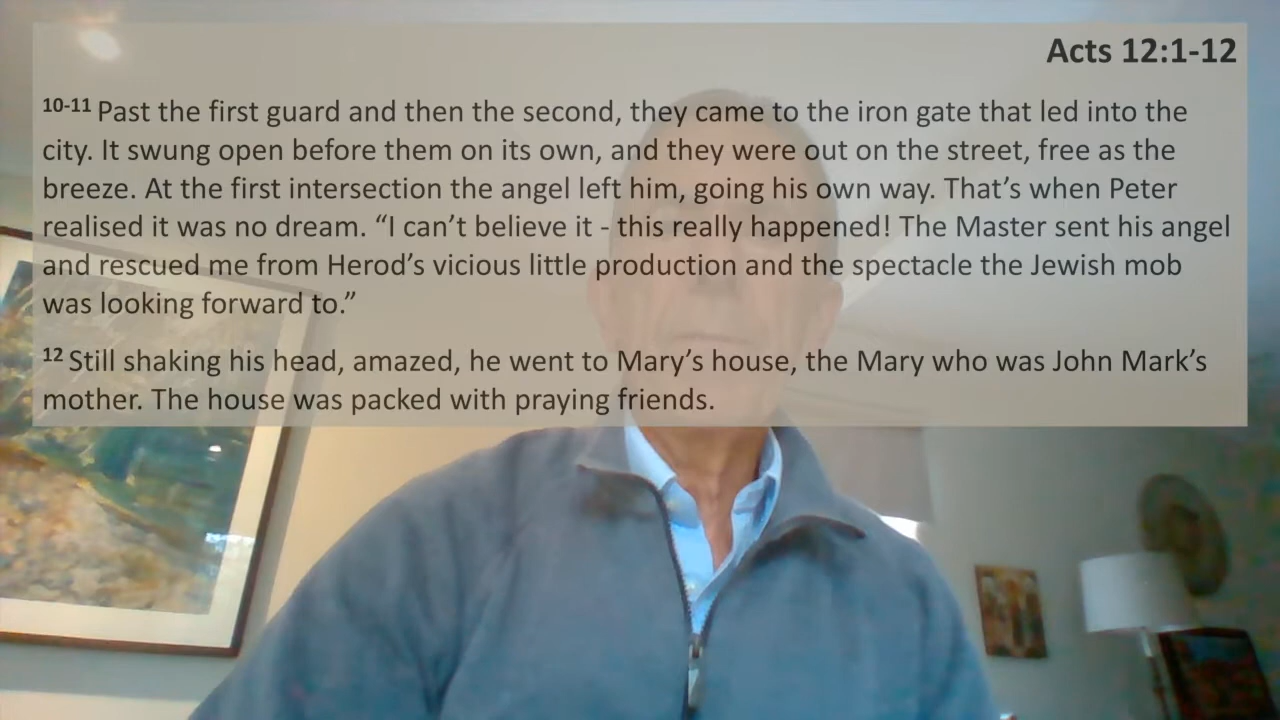 Acts 12:1-12
10-11 Past the first guard and then the second, they came to the iron gate that led into the
city. It swung open before them on its own, and they were out on the street, free as the
breeze. At the first intersection the angel left him, going his own way. That’s when Peter
realised it was no dream. “I can’t believe it - this really happened! The Master sent his angel
and rescued me from Herod’s vicious little production and the spectacle the Jewish mob
was looking forward to.”
12 Still shaking his head, amazed, he went to Mary’s house, the Mary who was John Mark’s
mother. The house was packed with praying friends.